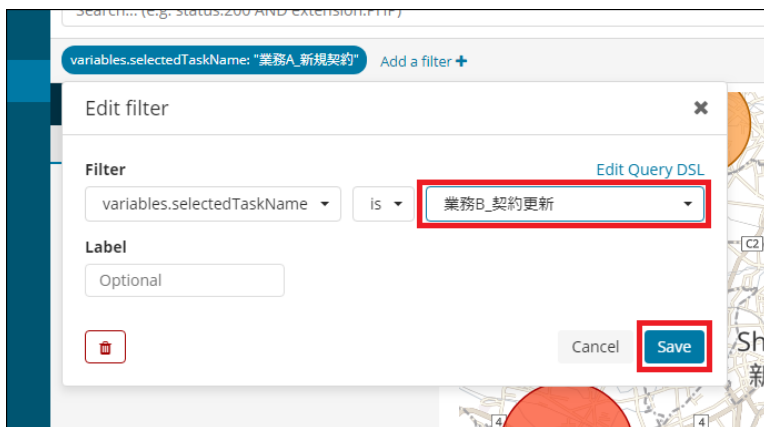 Search... (e.g. status:200 AND extension:PHP)
variables.selectedTaskName: "業務A_新規契約" Add a filter +
Edit filter
Filter Edit Query DSL
variables.selectedTaskName is 業務B_契約更新
Label
Optional
Cancel Save
C2
Sh
新
4 4